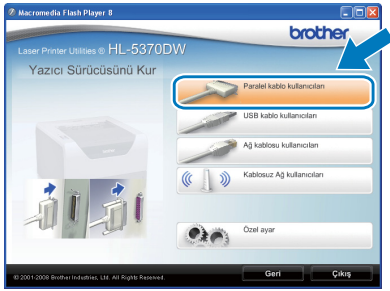 Macromedia Flash Player 8
brother
Laser Printer Utilities ® HL-5370DW
Yazıcı Sürücüsünü Kur
Paralel kablo kullanıcıları
USB kablo kullanıcıları
Ağ kablosu kullanıcıları
Kablosuz Ağ kullanıcıları
Özel ayar
© 2001-2008 Brother Industries, Ltd. All Rights Reserved.
Geri
Çıkış